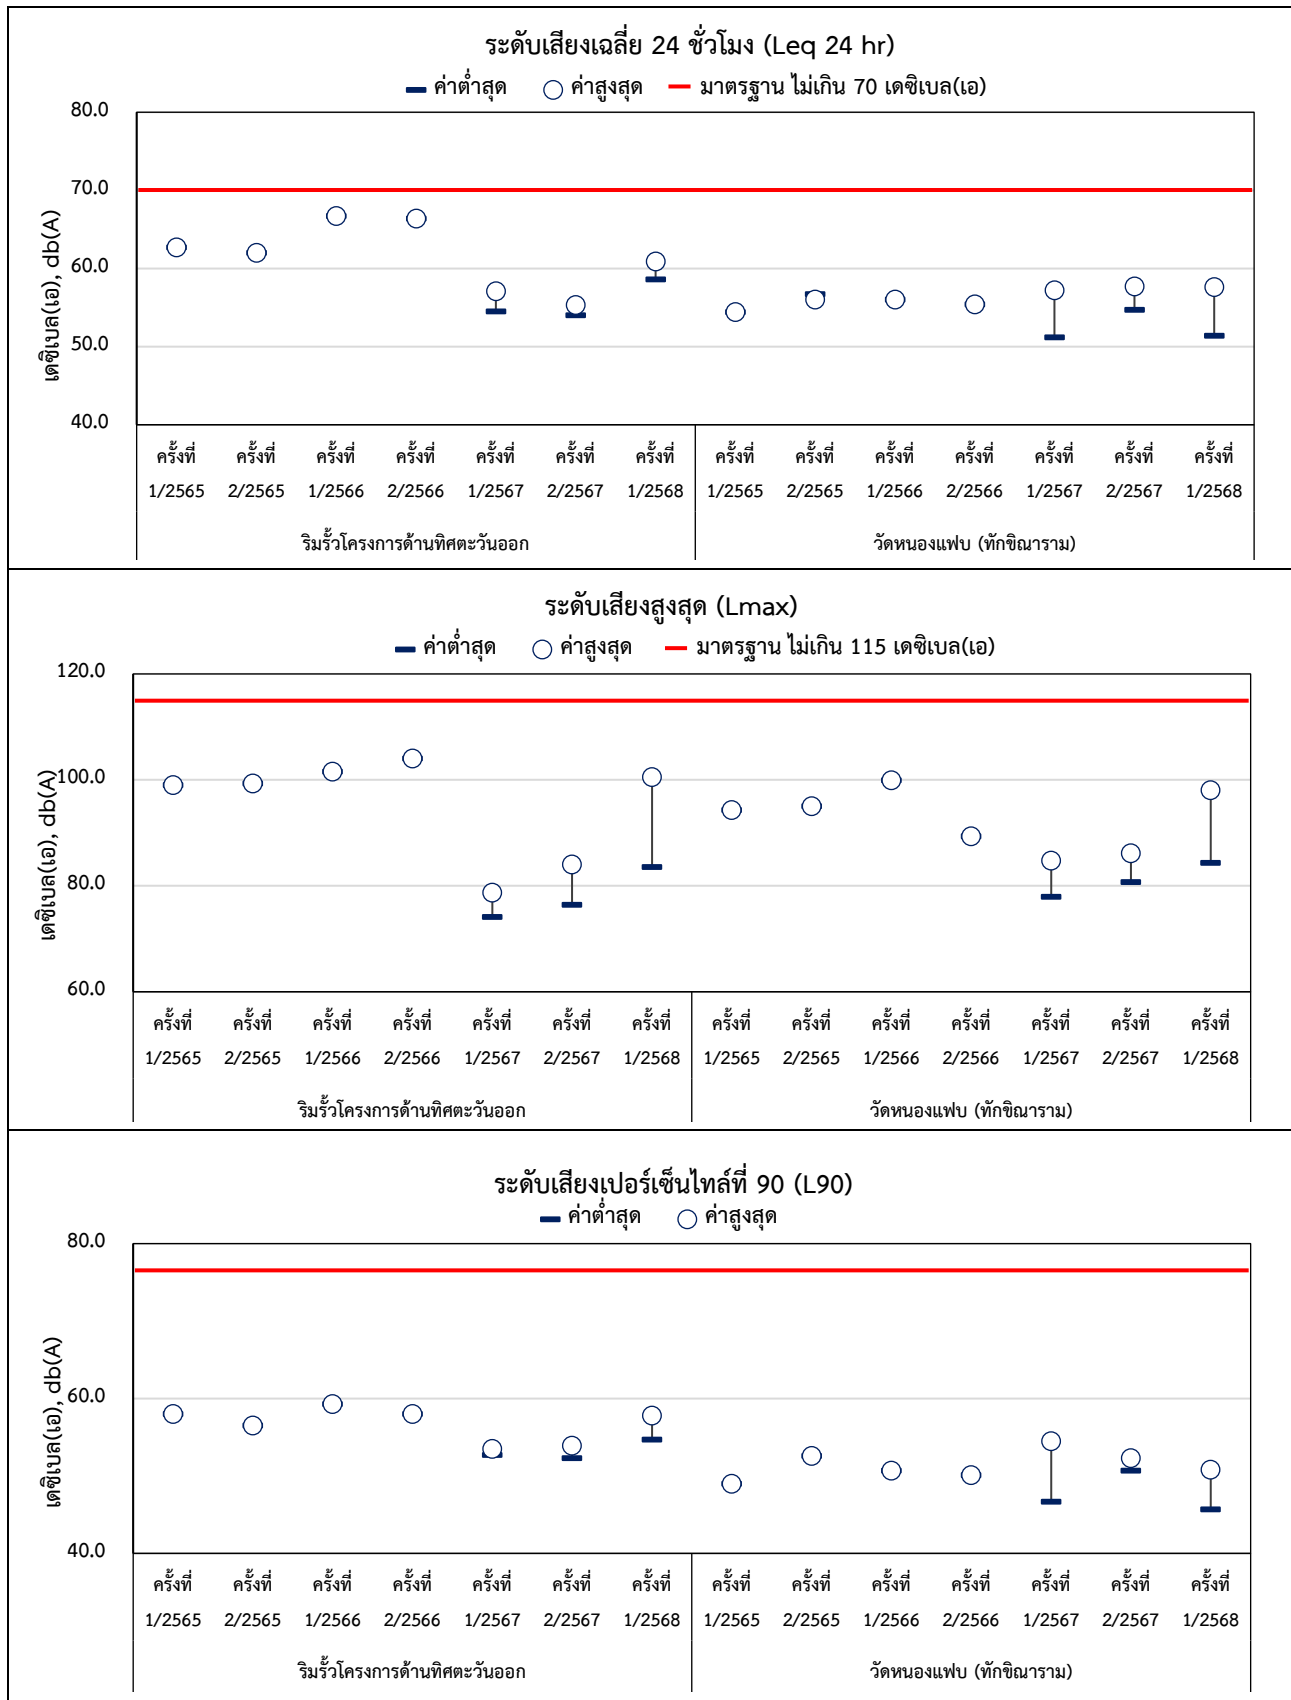 ระดับเสียงเฉลี่ย 24 ชั่วโมง (Leq 24 hr)
ค่าต่ำสุด ค่าสูงสุด มาตรฐาน ไม่เกิน 70 เดซิเบล(เอ)
80.0
70.0
60.0
50.0
40.0
เดซิเบล(เอ), db(A)
ครั้งที่ ครั้งที่ ครั้งที่ ครั้งที่ ครั้งที่ ครั้งที่ ครั้งที่ ครั้งที่ ครั้งที่ ครั้งที่ ครั้งที่ ครั้งที่ ครั้งที่ ครั้งที่
1/2565 2/2565 1/2566 2/2566 1/2567 2/2567 1/2568 1/2565 2/2565 1/2566 2/2566 1/2567 2/2567 1/2568
ริมรั้วโครงการด้านทิศตะวันออก วัดหนองแฟบ (ทักขิณาราม)
ระดับเสียงสูงสุด (Lmax)
ค่าต่ำสุด ค่าสูงสุด มาตรฐาน ไม่เกิน 115 เดซิเบล(เอ)
120.0
100.0
80.0
60.0
เดซิเบล(เอ), db(A)
ครั้งที่ ครั้งที่ ครั้งที่ ครั้งที่ ครั้งที่ ครั้งที่ ครั้งที่ ครั้งที่ ครั้งที่ ครั้งที่ ครั้งที่ ครั้งที่ ครั้งที่ ครั้งที่
1/2565 2/2565 1/2566 2/2566 1/2567 2/2567 1/2568 1/2565 2/2565 1/2566 2/2566 1/2567 2/2567 1/2568
ริมรั้วโครงการด้านทิศตะวันออก วัดหนองแฟบ (ทักขิณาราม)
ระดับเสียงเปอร์เซ็นไทล์ที่ 90 (L90)
ค่าต่ำสุด ค่าสูงสุด
80.0
60.0
40.0
เดซิเบล(เอ), db(A)
ครั้งที่ ครั้งที่ ครั้งที่ ครั้งที่ ครั้งที่ ครั้งที่ ครั้งที่ ครั้งที่ ครั้งที่ ครั้งที่ ครั้งที่ ครั้งที่ ครั้งที่ ครั้งที่
1/2565 2/2565 1/2566 2/2566 1/2567 2/2567 1/2568 1/2565 2/2565 1/2566 2/2566 1/2567 2/2567 1/2568
ริมรั้วโครงการด้านทิศตะวันออก วัดหนองแฟบ (ทักขิณาราม)